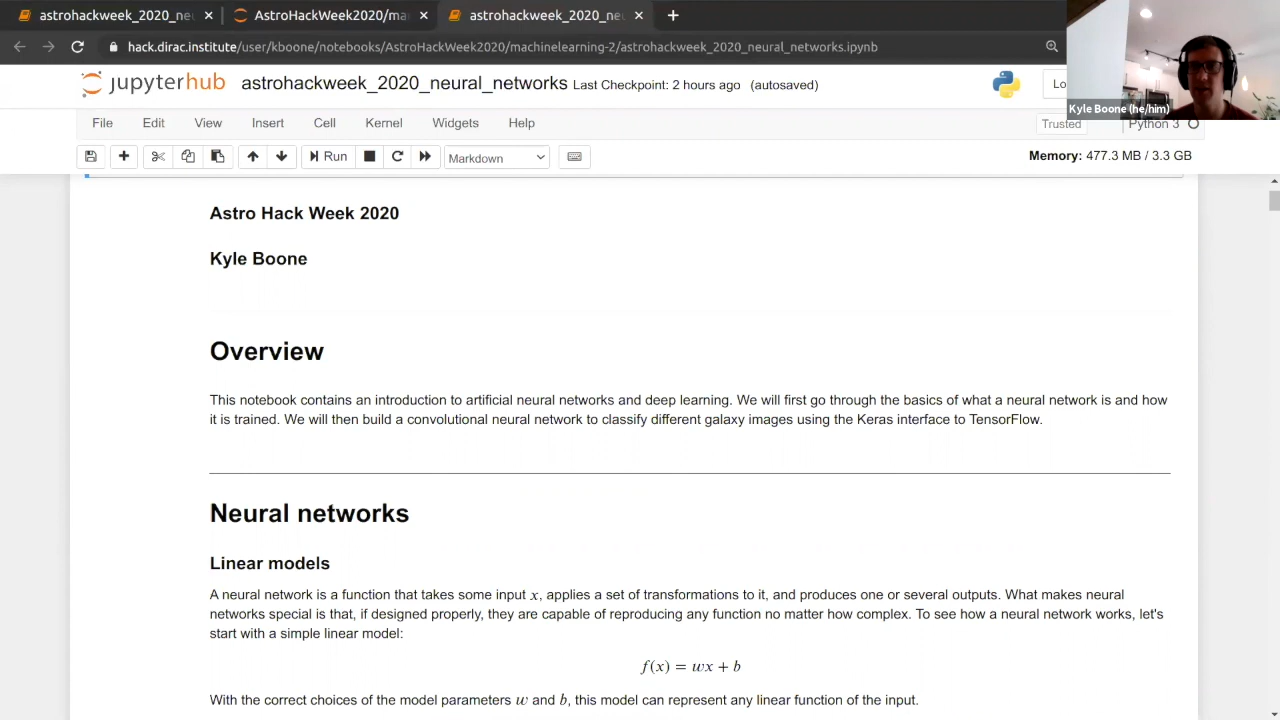 astrohackweek_2020_neu
AstroHackWeek2020/ma
astrohackweek_2020_neu
hack.dirac.institute/user/kboone/notebooks/AstroHackWeek2020/machinelearning-2/astrohackweek_2020_neural_networks.ipynb
jupyterhub astrohackweek_2020_neural_networks Last Checkpoint: 2 hours ago (autosaved)
Lo
Kyle Boone (he/him)
File Edit View Insert Cell Kernel Widgets Help
Trusted Python 3
Run Markdown Memory: 477.3 MB / 3.3 GB
Astro Hack Week 2020
Kyle Boone
Overview
This notebook contains an introduction to artificial neural networks and deep learning. We will first go through the basics of what a neural network is and how
it is trained. We will then build a convolutional neural network to classify different galaxy images using the Keras interface to TensorFlow.
Neural networks
Linear models
A neural network is a function that takes some input x, applies a set of transformations to it, and produces one or several outputs. What makes neural
networks special is that, if designed properly, they are capable of reproducing any function no matter how complex. To see how a neural network works, let's
start with a simple linear model:
f(x) = wx + b
With the correct choices of the model parameters w and b, this model can represent any linear function of the input.